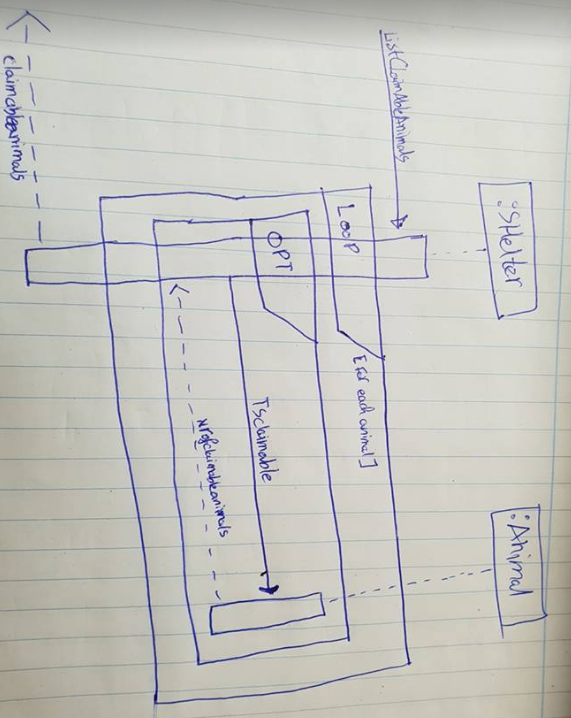 :SHelter
:Animal
ListClaimAbleAnimals
Loop
[for each animal]
OPT
Isclaimable
nrofclaimableanimals
claimableanimals